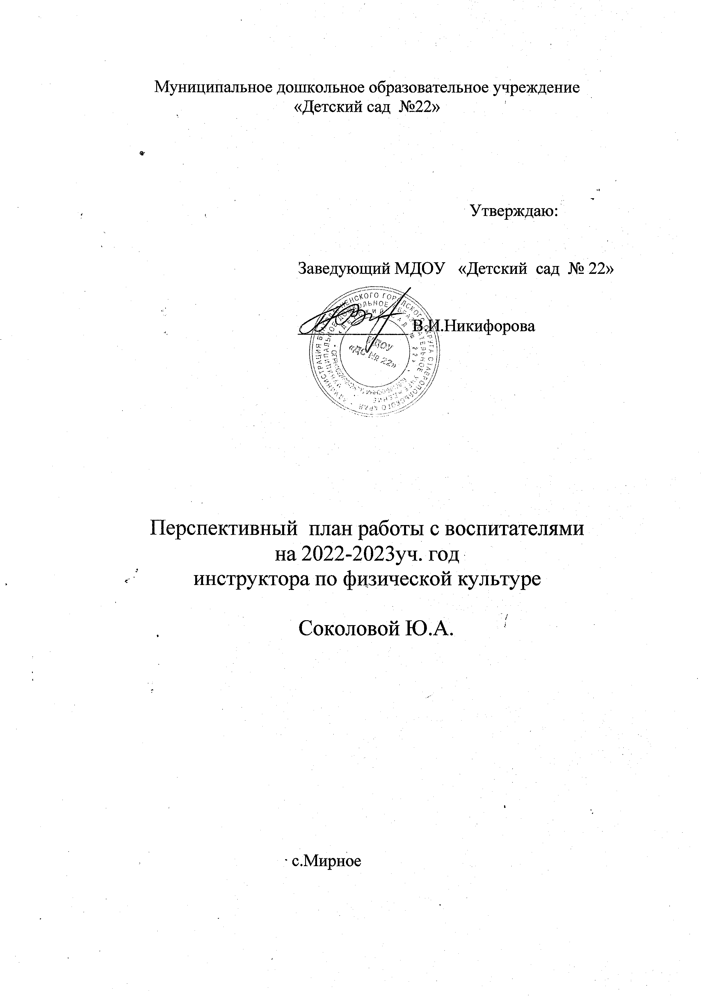 Муниципальное дошкольное образовательное учреждение
«Детский сад №22»
Утверждаю:
Заведующий МДОУ «Детский сад № 22»
В.И.Никифорова
МДОУ
«ДС № 22»
Перспективный план работы с воспитателями
на 2022-2023уч. год
инструктора по физической культуре
Соколовой Ю.А.
с.Мирное